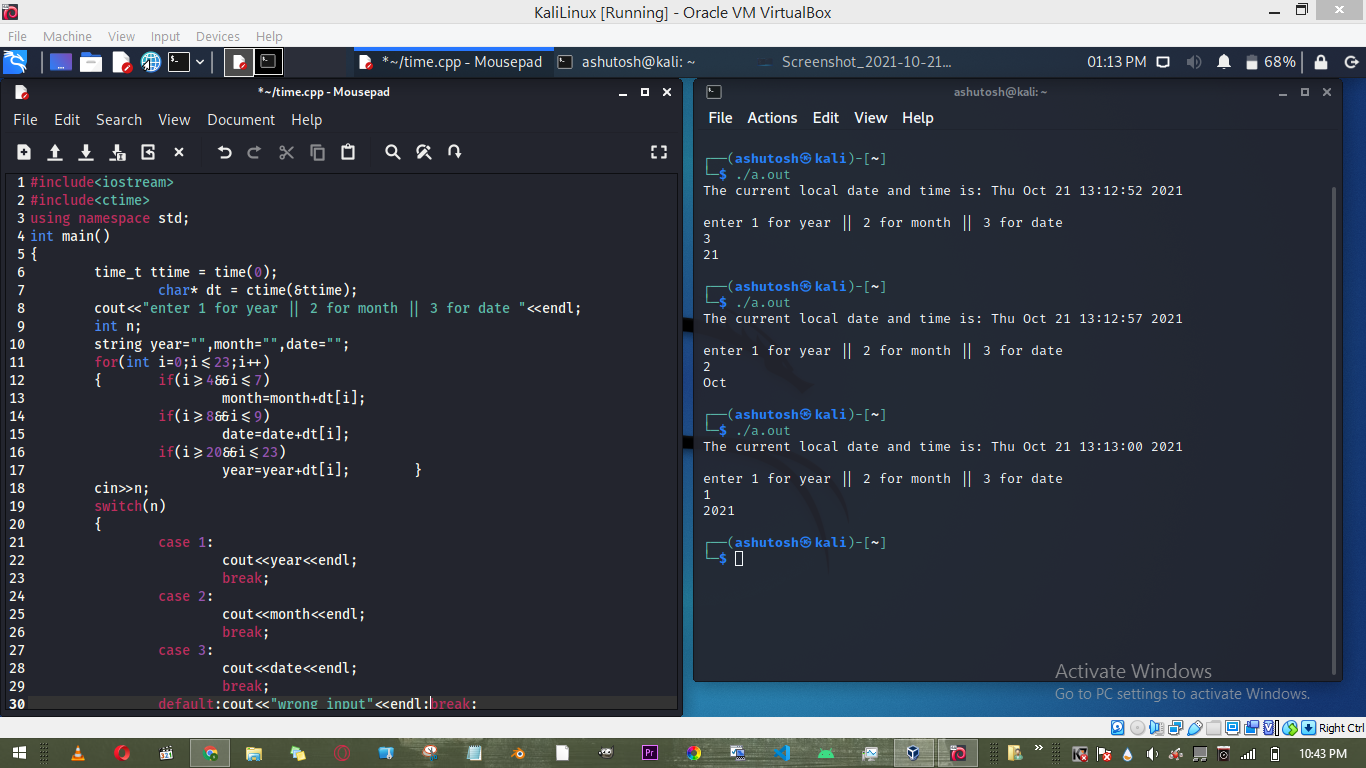 KaliLinux [Running] - Oracle VM VirtualBox
File Machine View Input Devices Help
*~/time.cpp - Mousepad
ashutosh@kali: ~
Screenshot_2021-10-21...
01:13 PM
68%
*~/time.cpp - Mousepad
File Edit Search View Document Help
1 #include<iostream>
2 #include<ctime>
3 using namespace std;
4 int main()
5 {
6 time_t ttime = time(0);
7 char* dt = ctime(&ttime);
8 cout<<"enter 1 for year || 2 for month || 3 for date "<<endl;
9 int n;
10 string year="",month="",date="";
11 for(int i=0;i<=23;i++)
12 { if(i>=4&&i<=7)
13 month=month+dt[i];
14 if(i>=8&&i<=9)
15 date=date+dt[i];
16 if(i>=20&&i<=23)
17 year=year+dt[i]; }
18 cin>>n;
19 switch(n)
20 {
21 case 1:
22 cout<<year<<endl;
23 break;
24 case 2:
25 cout<<month<<endl;
26 break;
27 case 3:
28 cout<<date<<endl;
29 break;
30 default:cout<<"wrong input"<<endl;break;
ashutosh@kali: ~
File Actions Edit View Help
┌──(ashutosh㉿kali)-[~]
└─$ ./a.out
The current local date and time is: Thu Oct 21 13:12:52 2021
enter 1 for year || 2 for month || 3 for date
3
21
┌──(ashutosh㉿kali)-[~]
└─$ ./a.out
The current local date and time is: Thu Oct 21 13:12:57 2021
enter 1 for year || 2 for month || 3 for date
2
Oct
┌──(ashutosh㉿kali)-[~]
└─$ ./a.out
The current local date and time is: Thu Oct 21 13:13:00 2021
enter 1 for year || 2 for month || 3 for date
1
2021
┌──(ashutosh㉿kali)-[~]
└─$
Activate Windows
Go to PC settings to activate Windows.
Right Ctrl
Pr
10:43 PM